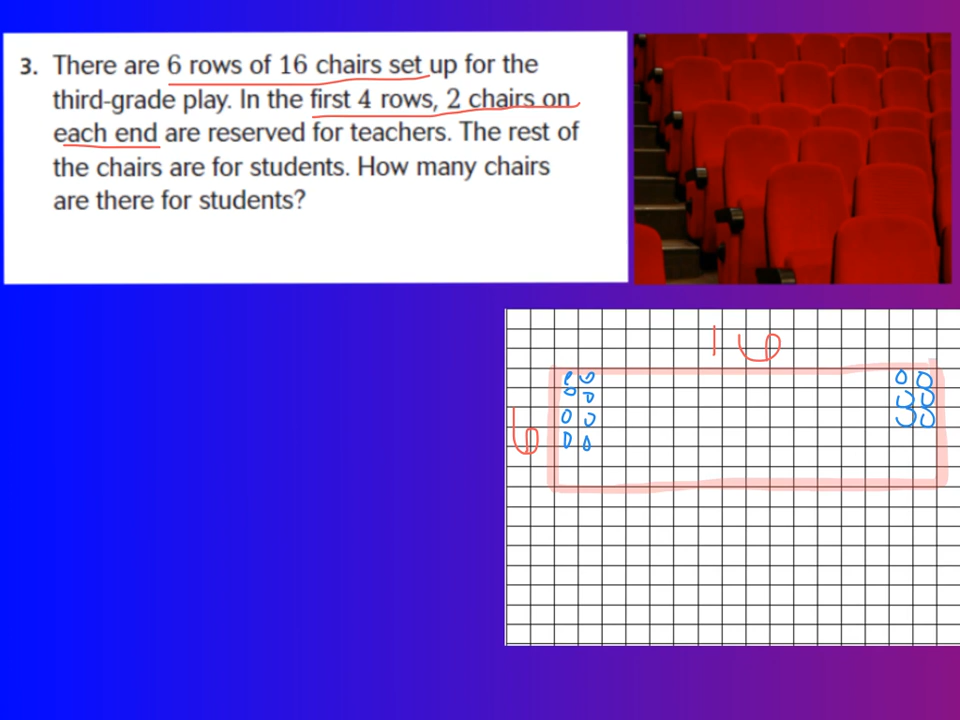 3. There are 6 rows of 16 chairs set up for the
third-grade play. In the first 4 rows, 2 chairs on
each end are reserved for teachers. The rest of
the chairs are for students. How many chairs
are there for students?
16
6